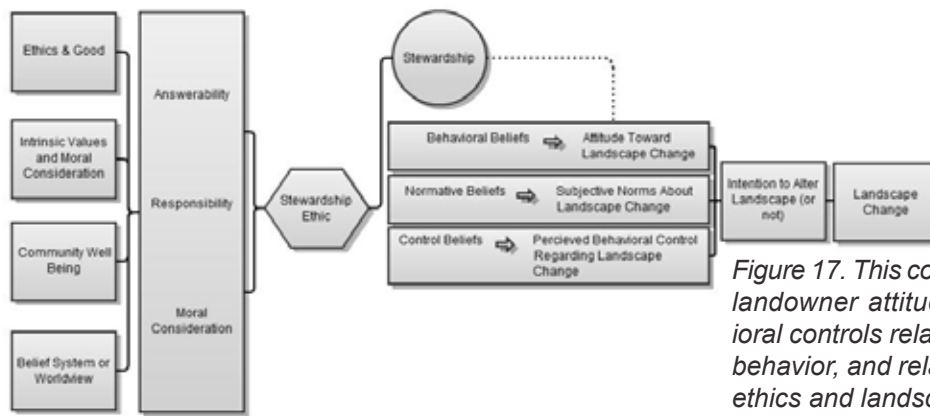 Ethics & Good
Intrinsic Values
and Moral
Consideration
Community Well
Being
Belief System or
Worldview
Answerability
Responsibility
Moral
Consideration
Stewardship
Ethic
Stewardship
Behavioral Beliefs
Attitude Toward
Landscape Change
Normative Beliefs
Subjective Norms About
Landscape Change
Control Beliefs
Percieved Behavioral Control
Regarding Landscape
Change
Intention to Alter
Landscape (or
not)
Landscape
Change
Figure 17. This co
landowner attitud
ioral controls rela
behavior, and rela
ethics and landsc